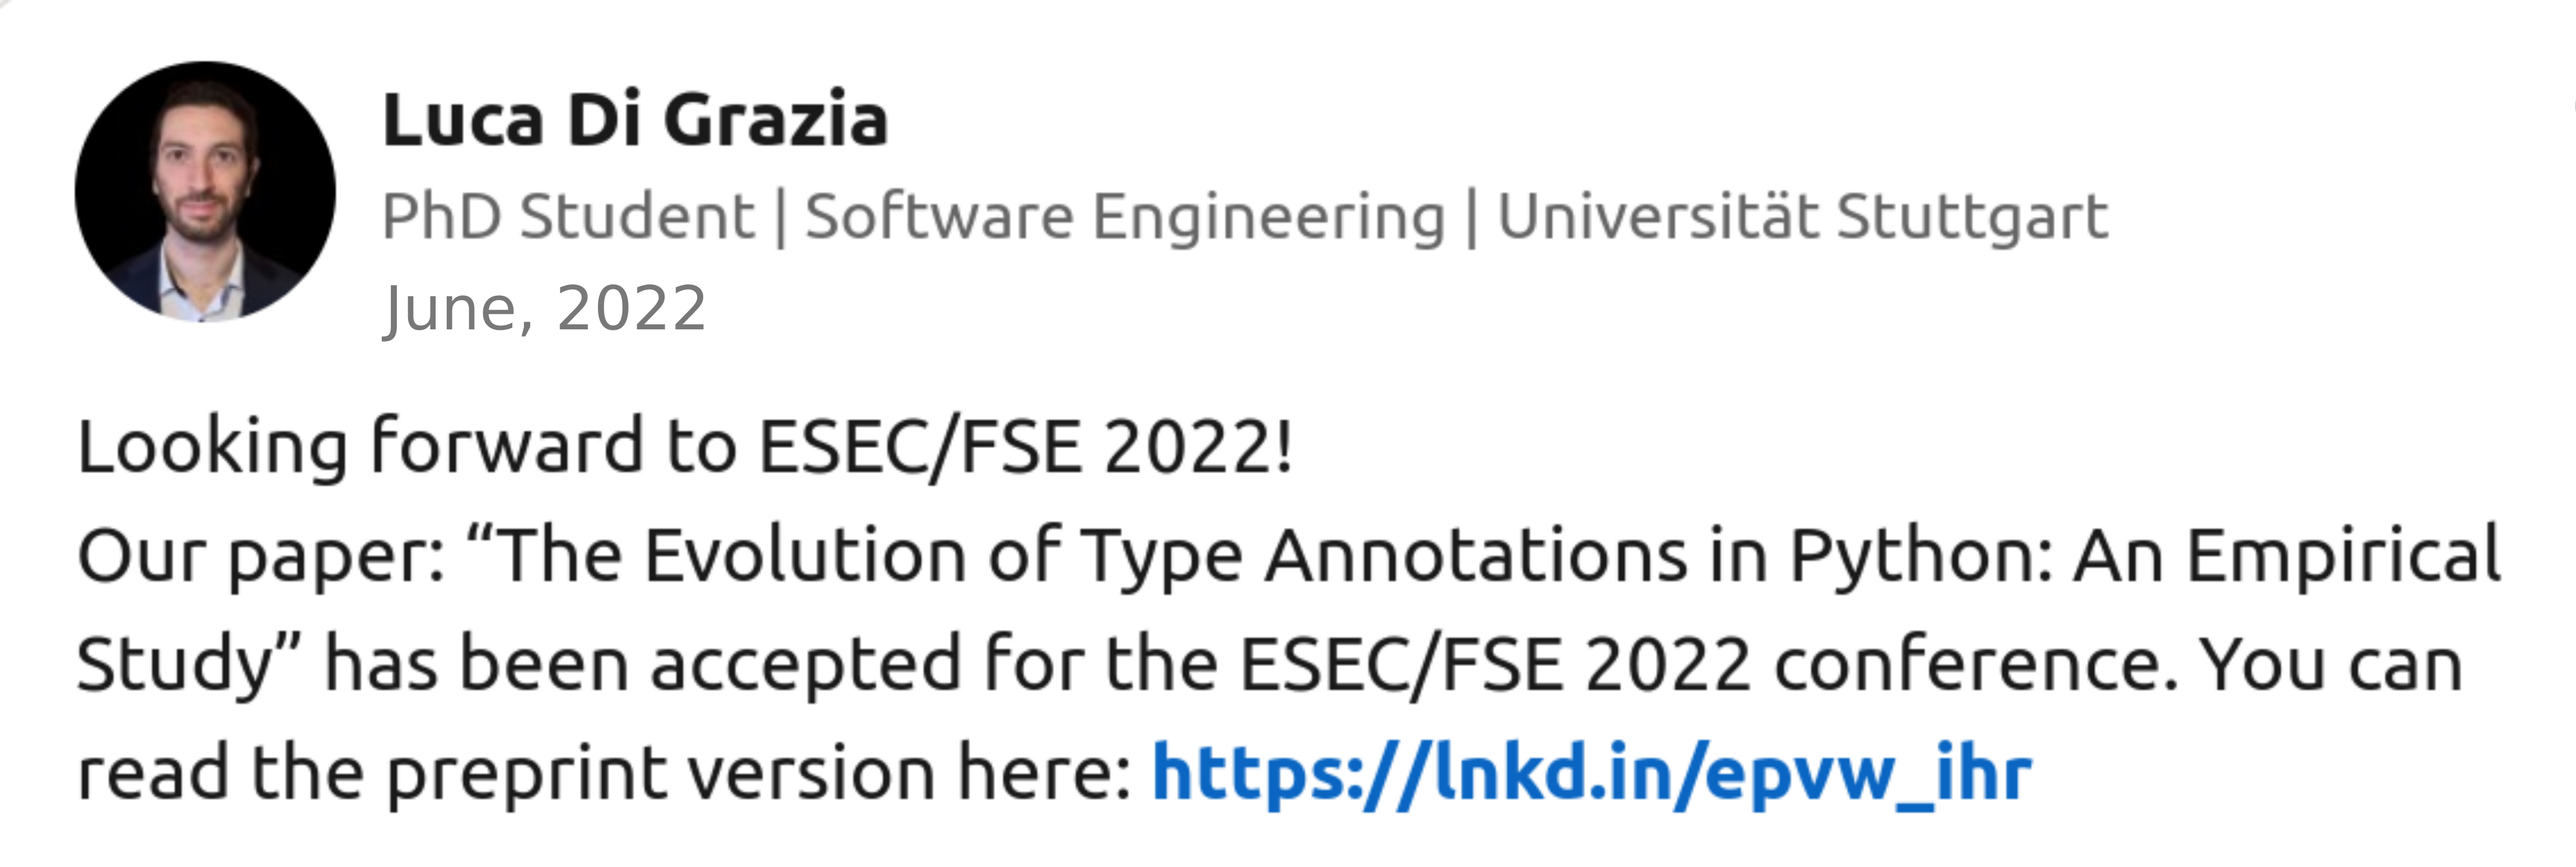 Luca Di Grazia
PhD Student | Software Engineering | Universität Stuttgart
June, 2022
Looking forward to ESEC/FSE 2022!
Our paper: “The Evolution of Type Annotations in Python: An Empirical
Study” has been accepted for the ESEC/FSE 2022 conference. You can
read the preprint version here: https://lnkd.in/epvw_ihr